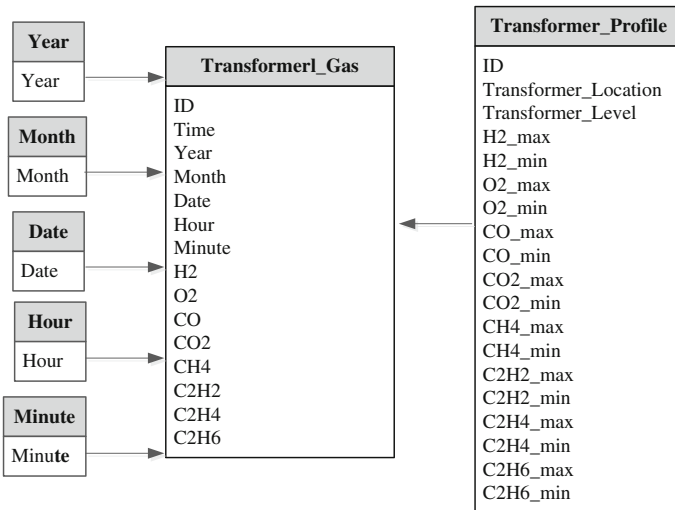 Year
Year
Month
Month
Date
Date
Hour
Hour
Minute
Minute
Transformerl_Gas
ID
Time
Year
Month
Date
Hour
Minute
H2
O2
CO
CO2
CH4
C2H2
C2H4
C2H6
Transformer_Profile
ID
Transformer_Location
Transformer_Level
H2_max
H2_min
O2_max
O2_min
CO_max
CO_min
CO2_max
CO2_min
CH4_max
CH4_min
C2H2_max
C2H2_min
C2H4_max
C2H4_min
C2H6_max
C2H6_min